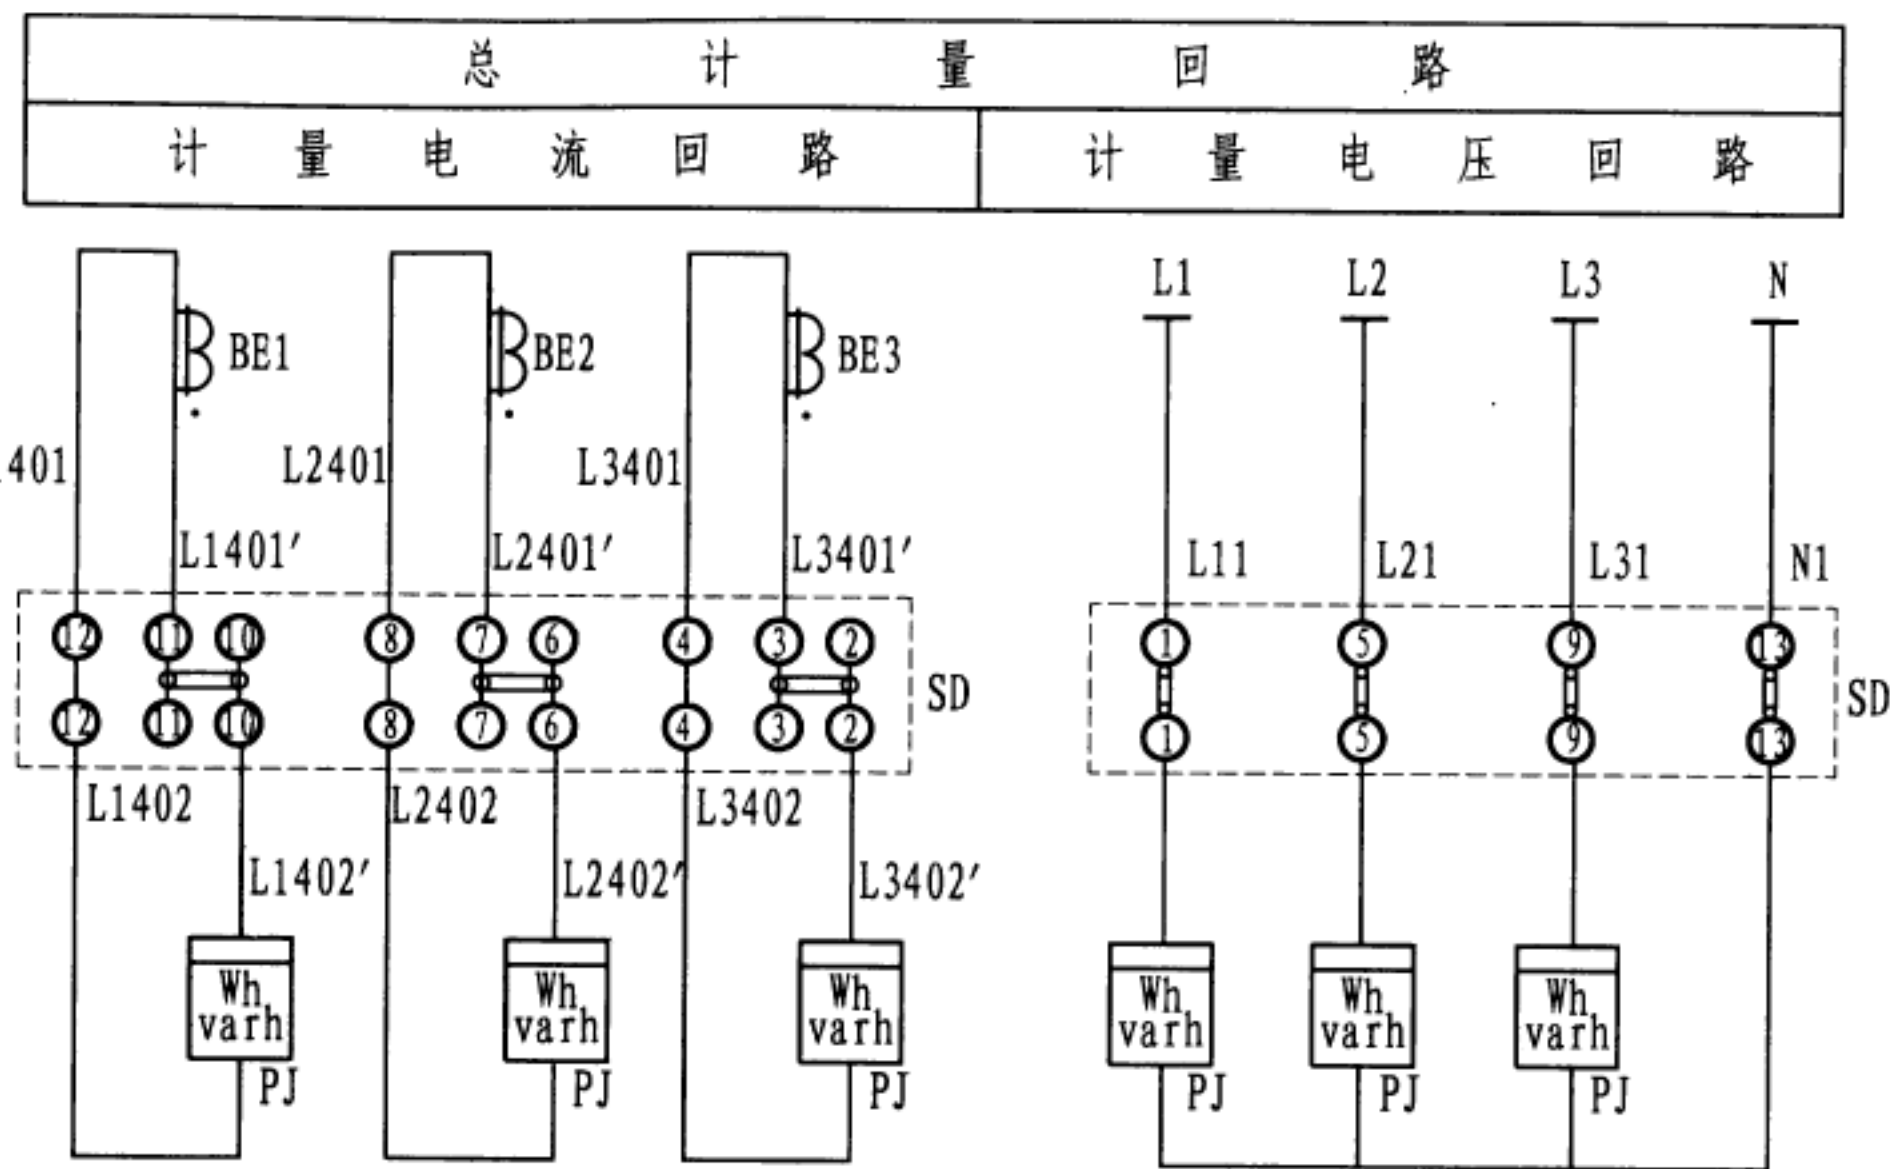 总计量回路
计量电流回路 计量电压回路
L1 L2 L3 N
BE1 BE2 BE3
401 L2401 L3401
L1401′ L2401′ L3401′ L11 L21 L31 N1
12 11 10 8 7 6 4 3 2 1 5 9 13
SD SD
12 11 10 8 7 6 4 3 2 1 5 9 13
L1402 L2402 L3402
L1402′ L2402′ L3402′
Wh Wh Wh Wh Wh Wh
varh varh varh varh varh varh
PJ PJ PJ PJ PJ PJ